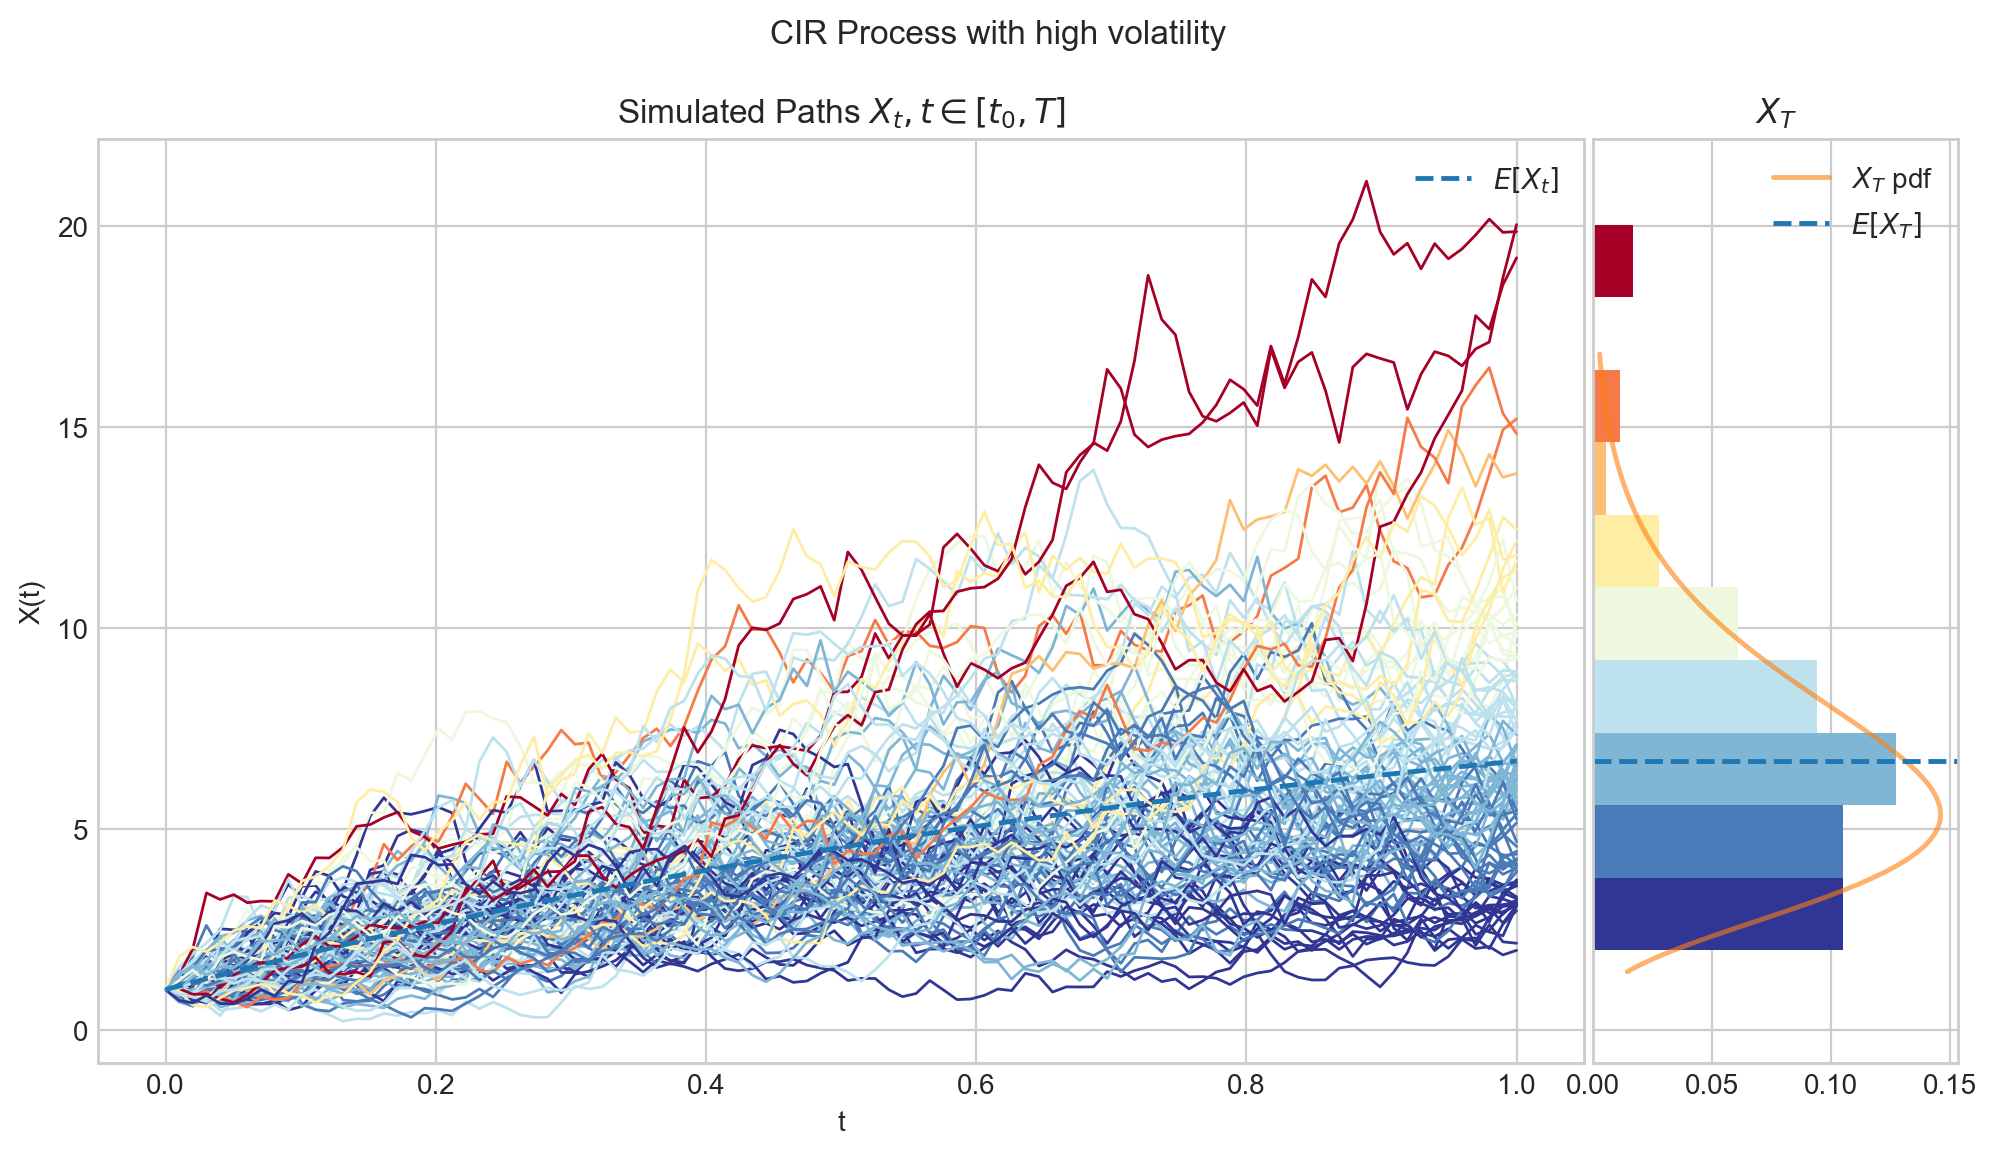 CIR Process with high volatility
Simulated Paths $X_t, t \in [t_0, T]$
$X_T$
$E[X_t]$
$X_T$ pdf
$E[X_T]$
X(t)
20
15
10
5
0
0.0 0.2 0.4 0.6 0.8 1.0
0.00 0.05 0.10 0.15
t